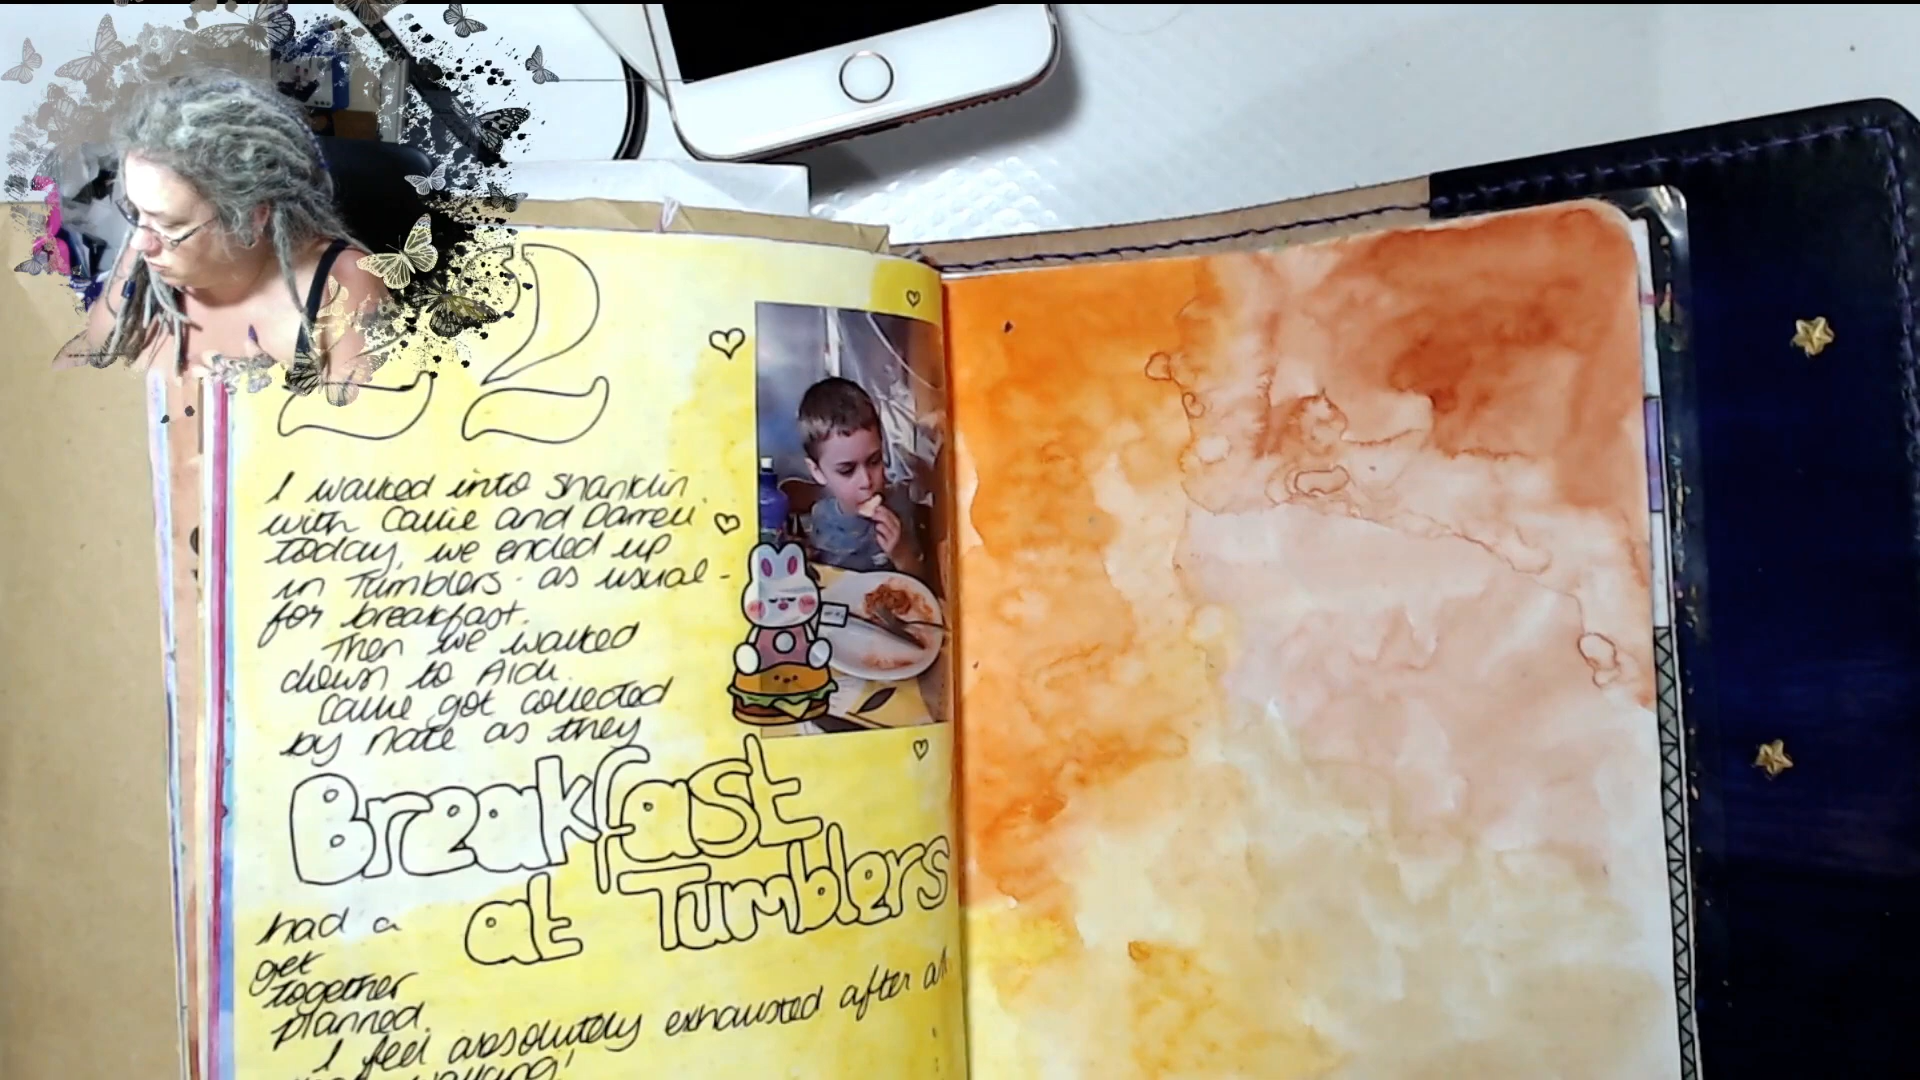 22
I walked into Shanklin
with Callie and Darrell
today, we ended up
in Tumblers - as usual -
for breakfast.
Then we walked
down to Aldi.
Callie got collected
by Nate as they
Breakfast
at Tumblers
had a
get
together
planned.
I feel absolutely exhausted after all
walking!